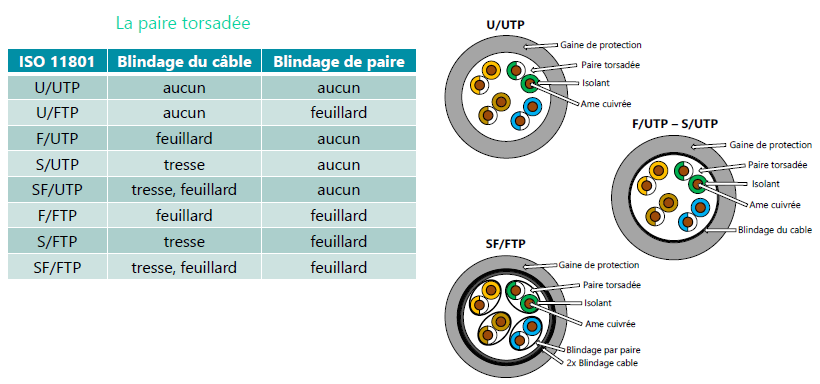 La paire torsadée
ISO 11801 Blindage du câble Blindage de paire
U/UTP aucun aucun
U/FTP aucun feuillard
F/UTP feuillard aucun
S/UTP tresse aucun
SF/UTP tresse, feuillard aucun
F/FTP feuillard feuillard
S/FTP tresse feuillard
SF/FTP tresse, feuillard feuillard
U/UTP
Gaine de protection
Paire torsadée
Isolant
Ame cuivrée
F/UTP – S/UTP
Gaine de protection
Paire torsadée
Isolant
Ame cuivrée
Blindage du cable
SF/FTP
Gaine de protection
Paire torsadée
Isolant
Ame cuivrée
Blindage par paire
2x Blindage cable